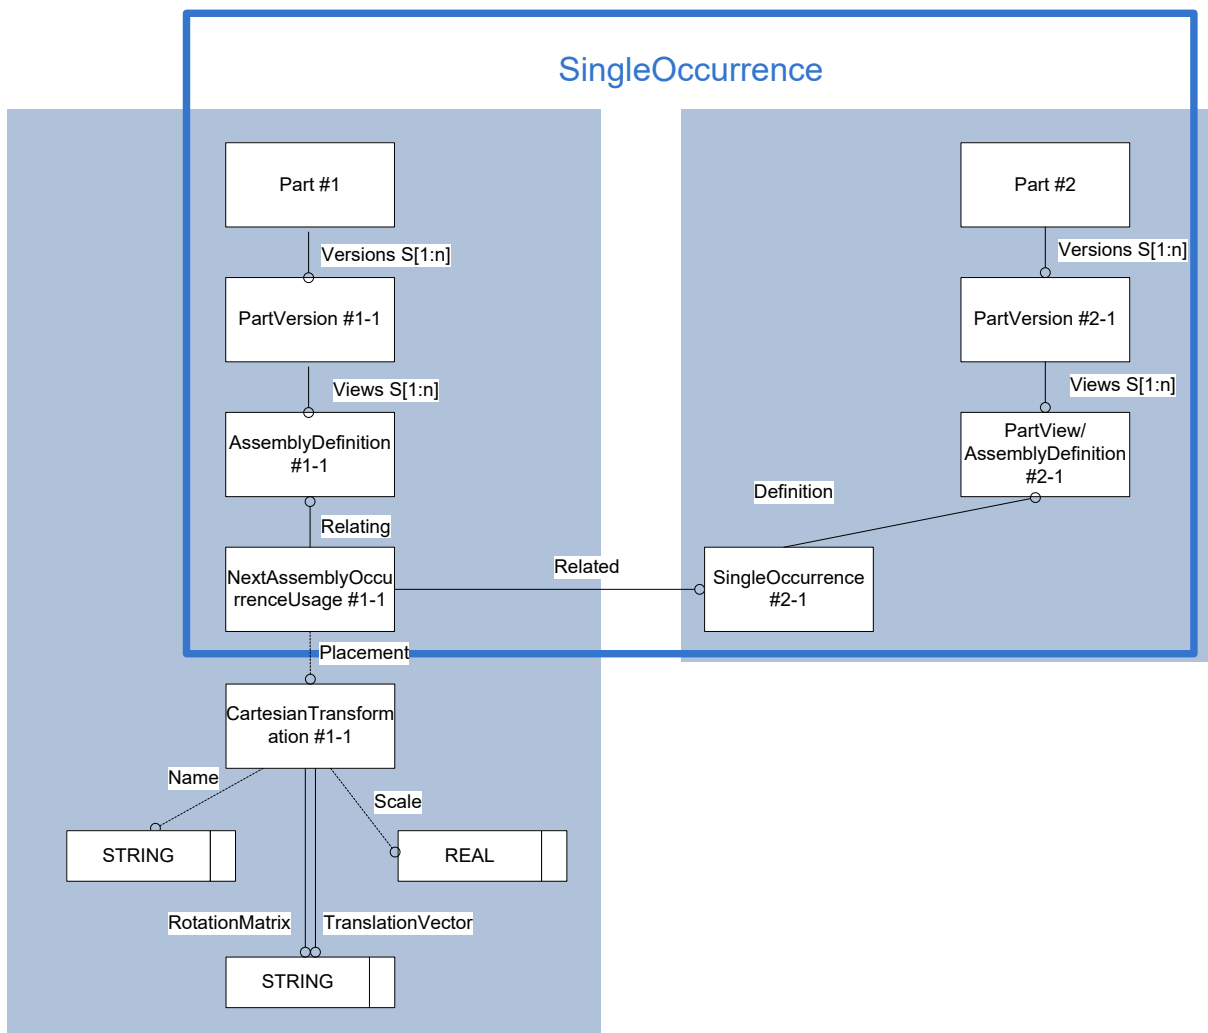 SingleOccurrence
Part #1
Versions S[1:n]
PartVersion #1-1
Views S[1:n]
AssemblyDefinition
#1-1
Relating
NextAssemblyOccu
rrenceUsage #1-1
Related
Placement
CartesianTransform
ation #1-1
Name
Scale
STRING
REAL
RotationMatrix
TranslationVector
STRING
Part #2
Versions S[1:n]
PartVersion #2-1
Views S[1:n]
PartView/
AssemblyDefinition
#2-1
Definition
SingleOccurrence
#2-1